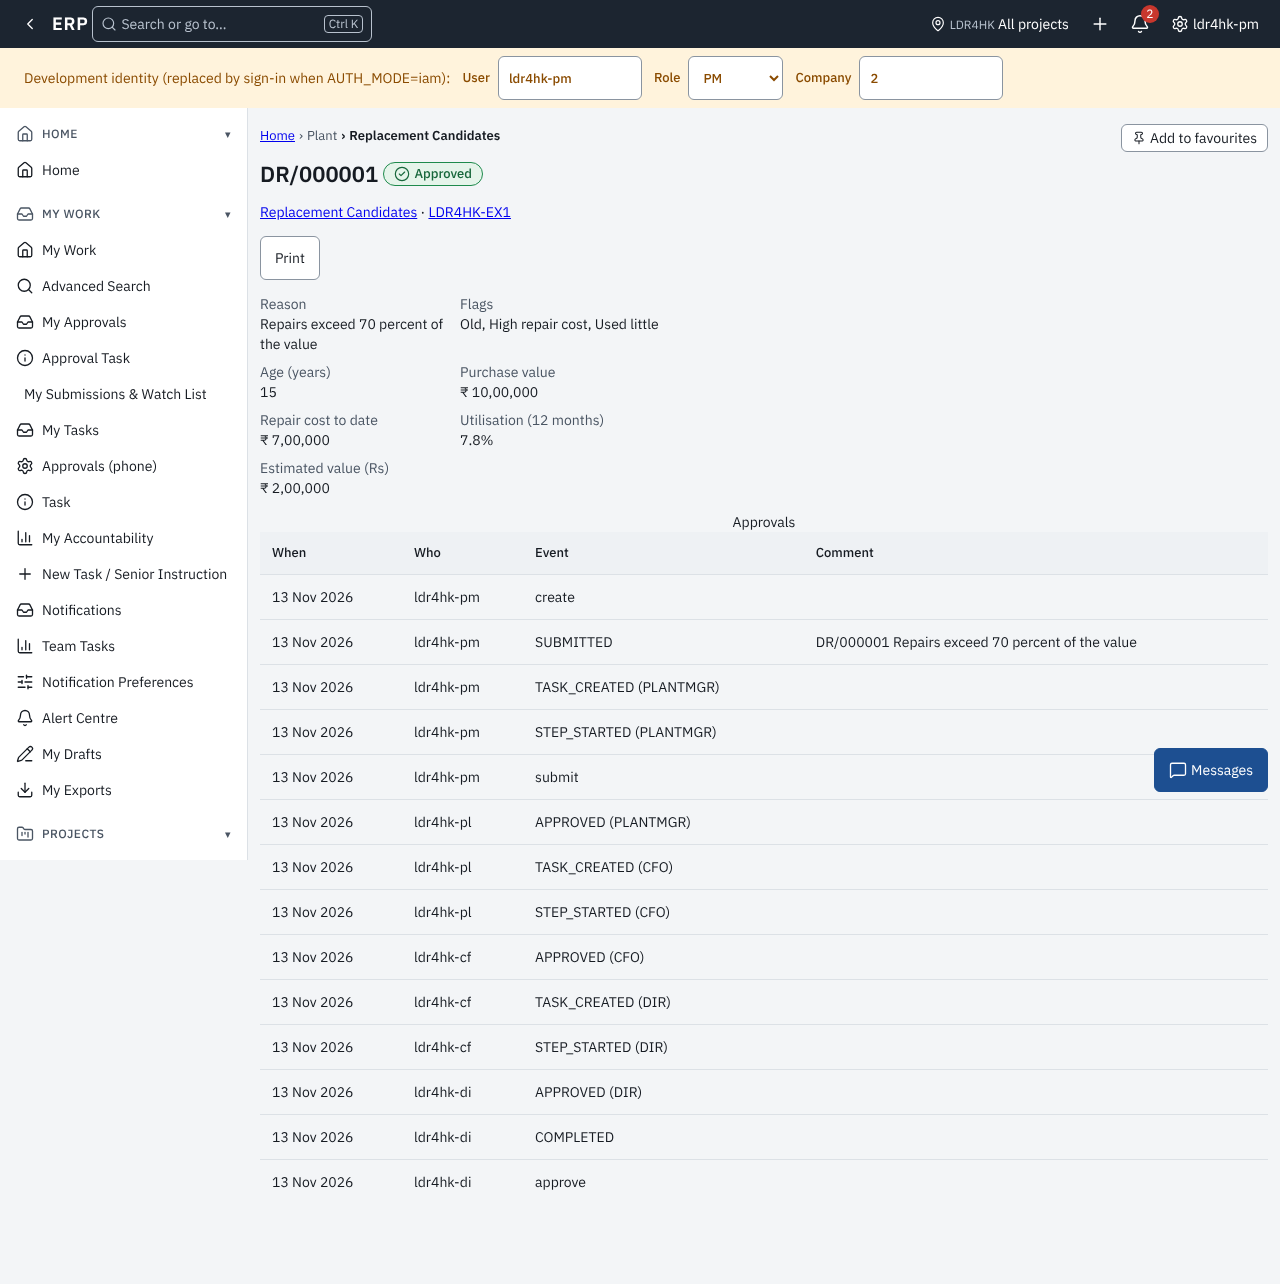 ERP
Search or go to...
Ctrl K
LDR4HK All projects
2
ldr4hk-pm
Development identity (replaced by sign-in when AUTH_MODE=iam):
User
ldr4hk-pm
Role
PM
Company
2
HOME
Home
MY WORK
My Work
Advanced Search
My Approvals
Approval Task
My Submissions & Watch List
My Tasks
Approvals (phone)
Task
My Accountability
New Task / Senior Instruction
Notifications
Team Tasks
Notification Preferences
Alert Centre
My Drafts
My Exports
PROJECTS
Home › Plant › Replacement Candidates
Add to favourites
DR/000001 Approved
Replacement Candidates · LDR4HK-EX1
Print
Reason
Repairs exceed 70 percent of
the value
Flags
Old, High repair cost, Used little
Age (years)
15
Purchase value
₹ 10,00,000
Repair cost to date
₹ 7,00,000
Utilisation (12 months)
7.8%
Estimated value (Rs)
₹ 2,00,000
Approvals
When Who Event Comment
13 Nov 2026 ldr4hk-pm create
13 Nov 2026 ldr4hk-pm SUBMITTED DR/000001 Repairs exceed 70 percent of the value
13 Nov 2026 ldr4hk-pm TASK_CREATED (PLANTMGR)
13 Nov 2026 ldr4hk-pm STEP_STARTED (PLANTMGR)
13 Nov 2026 ldr4hk-pm submit
Messages
13 Nov 2026 ldr4hk-pl APPROVED (PLANTMGR)
13 Nov 2026 ldr4hk-pl TASK_CREATED (CFO)
13 Nov 2026 ldr4hk-pl STEP_STARTED (CFO)
13 Nov 2026 ldr4hk-cf APPROVED (CFO)
13 Nov 2026 ldr4hk-cf TASK_CREATED (DIR)
13 Nov 2026 ldr4hk-cf STEP_STARTED (DIR)
13 Nov 2026 ldr4hk-di APPROVED (DIR)
13 Nov 2026 ldr4hk-di COMPLETED
13 Nov 2026 ldr4hk-di approve